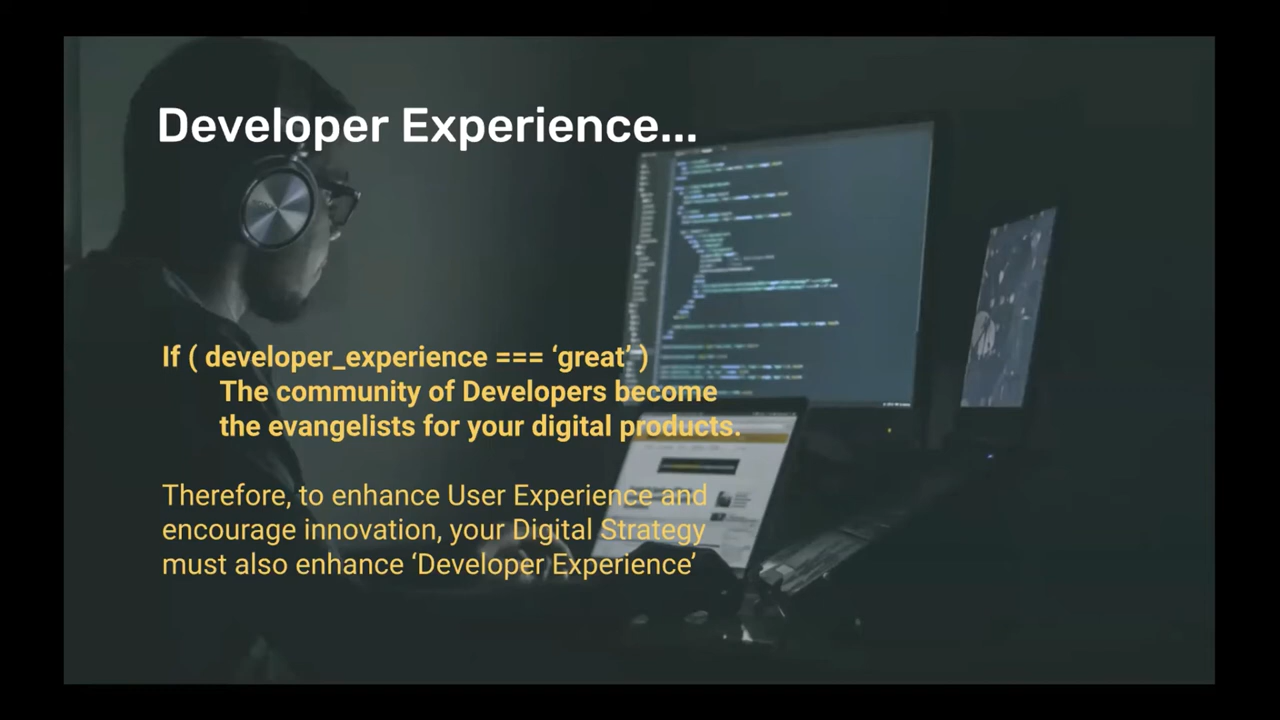 Developer Experience...
If ( developer_experience === ‘great’ )
The community of Developers become
the evangelists for your digital products.
Therefore, to enhance User Experience and
encourage innovation, your Digital Strategy
must also enhance ‘Developer Experience’